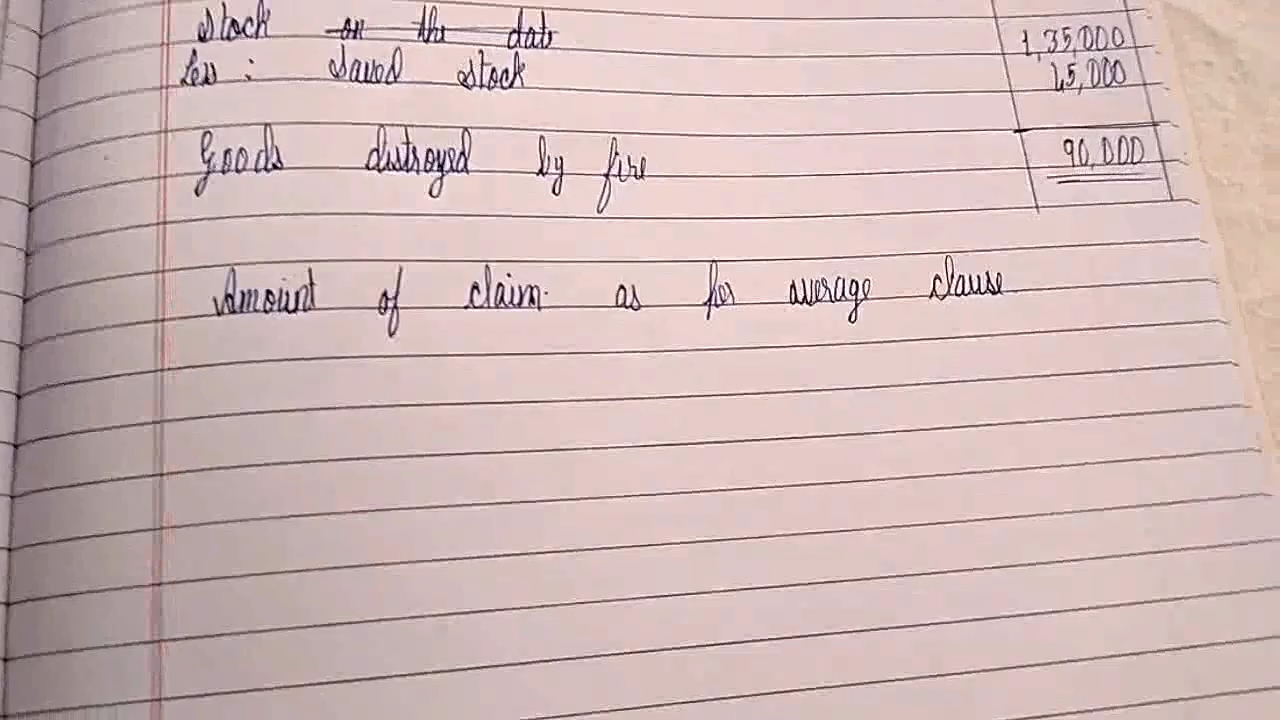 Stock on the date 1,35,000
Less : Saved stock 45,000
Goods distroyed by fire 90,000
Amount of claim as per average clause